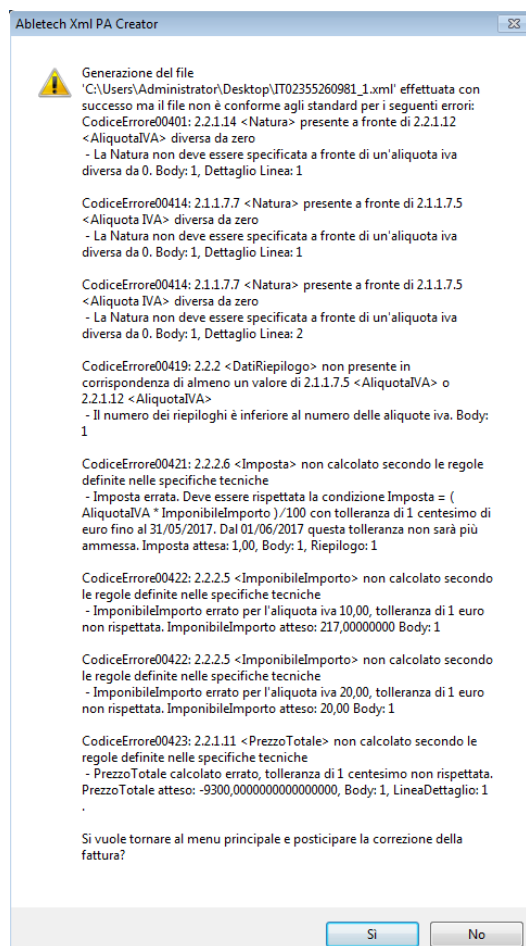 Abletech Xml PA Creator
Generazione del file
'C:\Users\Administrator\Desktop\IT02355260981_1.xml' effettuata con
successo ma il file non è conforme agli standard per i seguenti errori:
CodiceErrore00401: 2.2.1.14 <Natura> presente a fronte di 2.2.1.12
<AliquotaIVA> diversa da zero
- La Natura non deve essere specificata a fronte di un'aliquota iva
diversa da 0. Body: 1, Dettaglio Linea: 1
CodiceErrore00414: 2.1.1.7.7 <Natura> presente a fronte di 2.1.1.7.5
<Aliquota IVA> diversa da zero
- La Natura non deve essere specificata a fronte di un'aliquota iva
diversa da 0. Body: 1, Dettaglio Linea: 1
CodiceErrore00414: 2.1.1.7.7 <Natura> presente a fronte di 2.1.1.7.5
<Aliquota IVA> diversa da zero
- La Natura non deve essere specificata a fronte di un'aliquota iva
diversa da 0. Body: 1, Dettaglio Linea: 2
CodiceErrore00419: 2.2.2 <DatiRiepilogo> non presente in
corrispondenza di almeno un valore di 2.1.1.7.5 <AliquotaIVA> o
2.2.1.12 <AliquotaIVA>
- Il numero dei riepiloghi è inferiore al numero delle aliquote iva. Body:
1
CodiceErrore00421: 2.2.2.6 <Imposta> non calcolato secondo le regole
definite nelle specifiche tecniche
- Imposta errata. Deve essere rispettata la condizione Imposta = (
AliquotaIVA * ImponibileImporto ) /100 con tolleranza di 1 centesimo di
euro fino al 31/05/2017. Dal 01/06/2017 questa tolleranza non sarà più
ammessa. Imposta attesa: 1,00, Body: 1, Riepilogo: 1
CodiceErrore00422: 2.2.2.5 <ImponibileImporto> non calcolato secondo
le regole definite nelle specifiche tecniche
- ImponibileImporto errato per l'aliquota iva 10,00, tolleranza di 1 euro
non rispettata. ImponibileImporto atteso: 217,00000000 Body: 1
CodiceErrore00422: 2.2.2.5 <ImponibileImporto> non calcolato secondo
le regole definite nelle specifiche tecniche
- ImponibileImporto errato per l'aliquota iva 20,00, tolleranza di 1 euro
non rispettata. ImponibileImporto atteso: 20,00 Body: 1
CodiceErrore00423: 2.2.1.11 <PrezzoTotale> non calcolato secondo le
regole definite nelle specifiche tecniche
- PrezzoTotale calcolato errato, tolleranza di 1 centesimo non rispettata.
PrezzoTotale atteso: -9300,0000000000000000, Body: 1, LineaDettaglio: 1
.
Si vuole tornare al menu principale e posticipare la correzione della
fattura?
Sì No